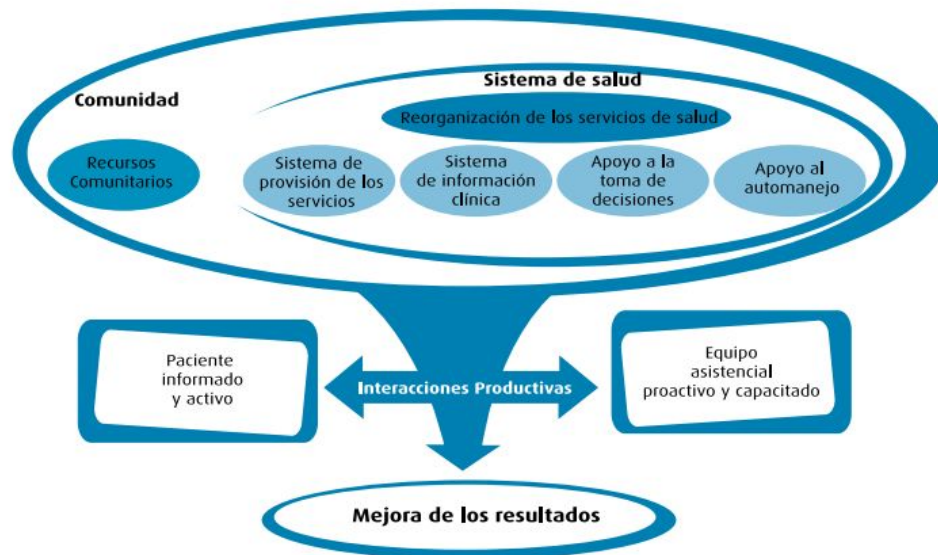 Sistema de salud
Comunidad
Reorganización de los servicios de salud
Recursos
Comunitarios
Sistema de
provisión de los
servicios
Sistema
de información
clínica
Apoyo a la
toma de
decisiones
Apoyo al
automanejo
Paciente
informado
y activo
Interacciones Productivas
Equipo
asistencial
proactivo y capacitado
Mejora de los resultados